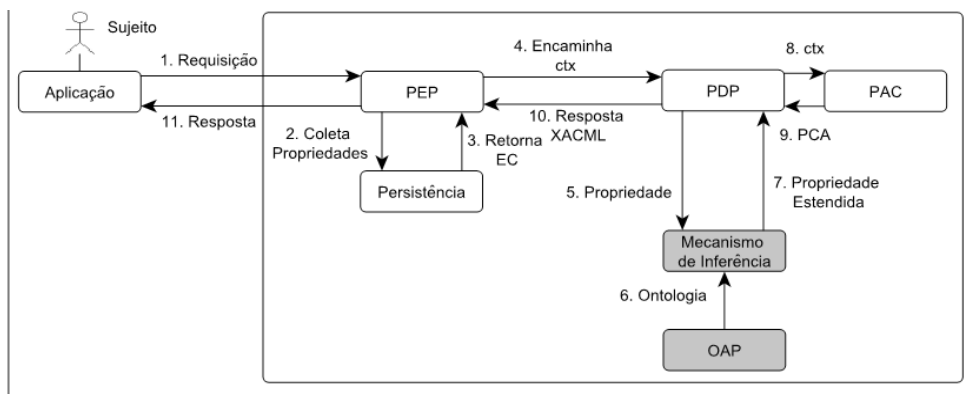 Sujeito
Aplicação
1. Requisição
11. Resposta
PEP
2. Coleta
Propriedades
3. Retorna
EC
Persistência
4. Encaminha
ctx
10. Resposta
XACML
PDP
8. ctx
PAC
9. PCA
5. Propriedade
7. Propriedade
Estendida
Mecanismo
de Inferência
6. Ontologia
OAP